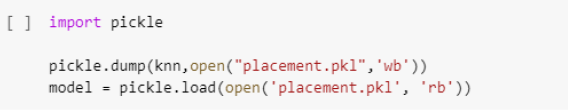 [ ] import pickle
pickle.dump(knn,open("placement.pkl",'wb'))
model = pickle.load(open('placement.pkl', 'rb'))